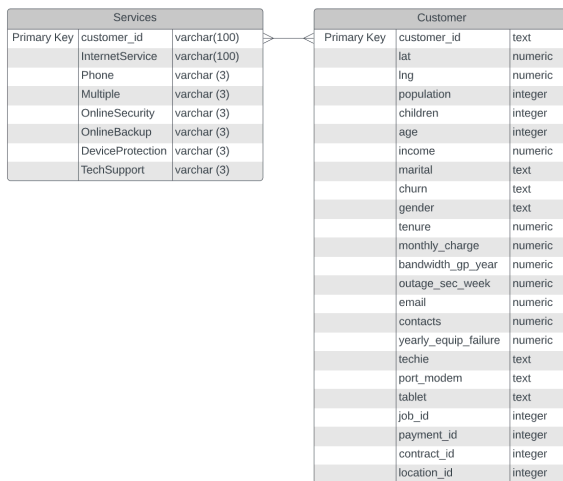 Services
Primary Key customer_id varchar(100)
InternetService varchar(100)
Phone varchar (3)
Multiple varchar (3)
OnlineSecurity varchar (3)
OnlineBackup varchar (3)
DeviceProtection varchar (3)
TechSupport varchar (3)
Customer
Primary Key customer_id text
lat numeric
lng numeric
population integer
children integer
age integer
income numeric
marital text
churn text
gender text
tenure numeric
monthly_charge numeric
bandwidth_gp_year numeric
outage_sec_week numeric
email numeric
contacts numeric
yearly_equip_failure numeric
techie text
port_modem text
tablet text
job_id integer
payment_id integer
contract_id integer
location_id integer